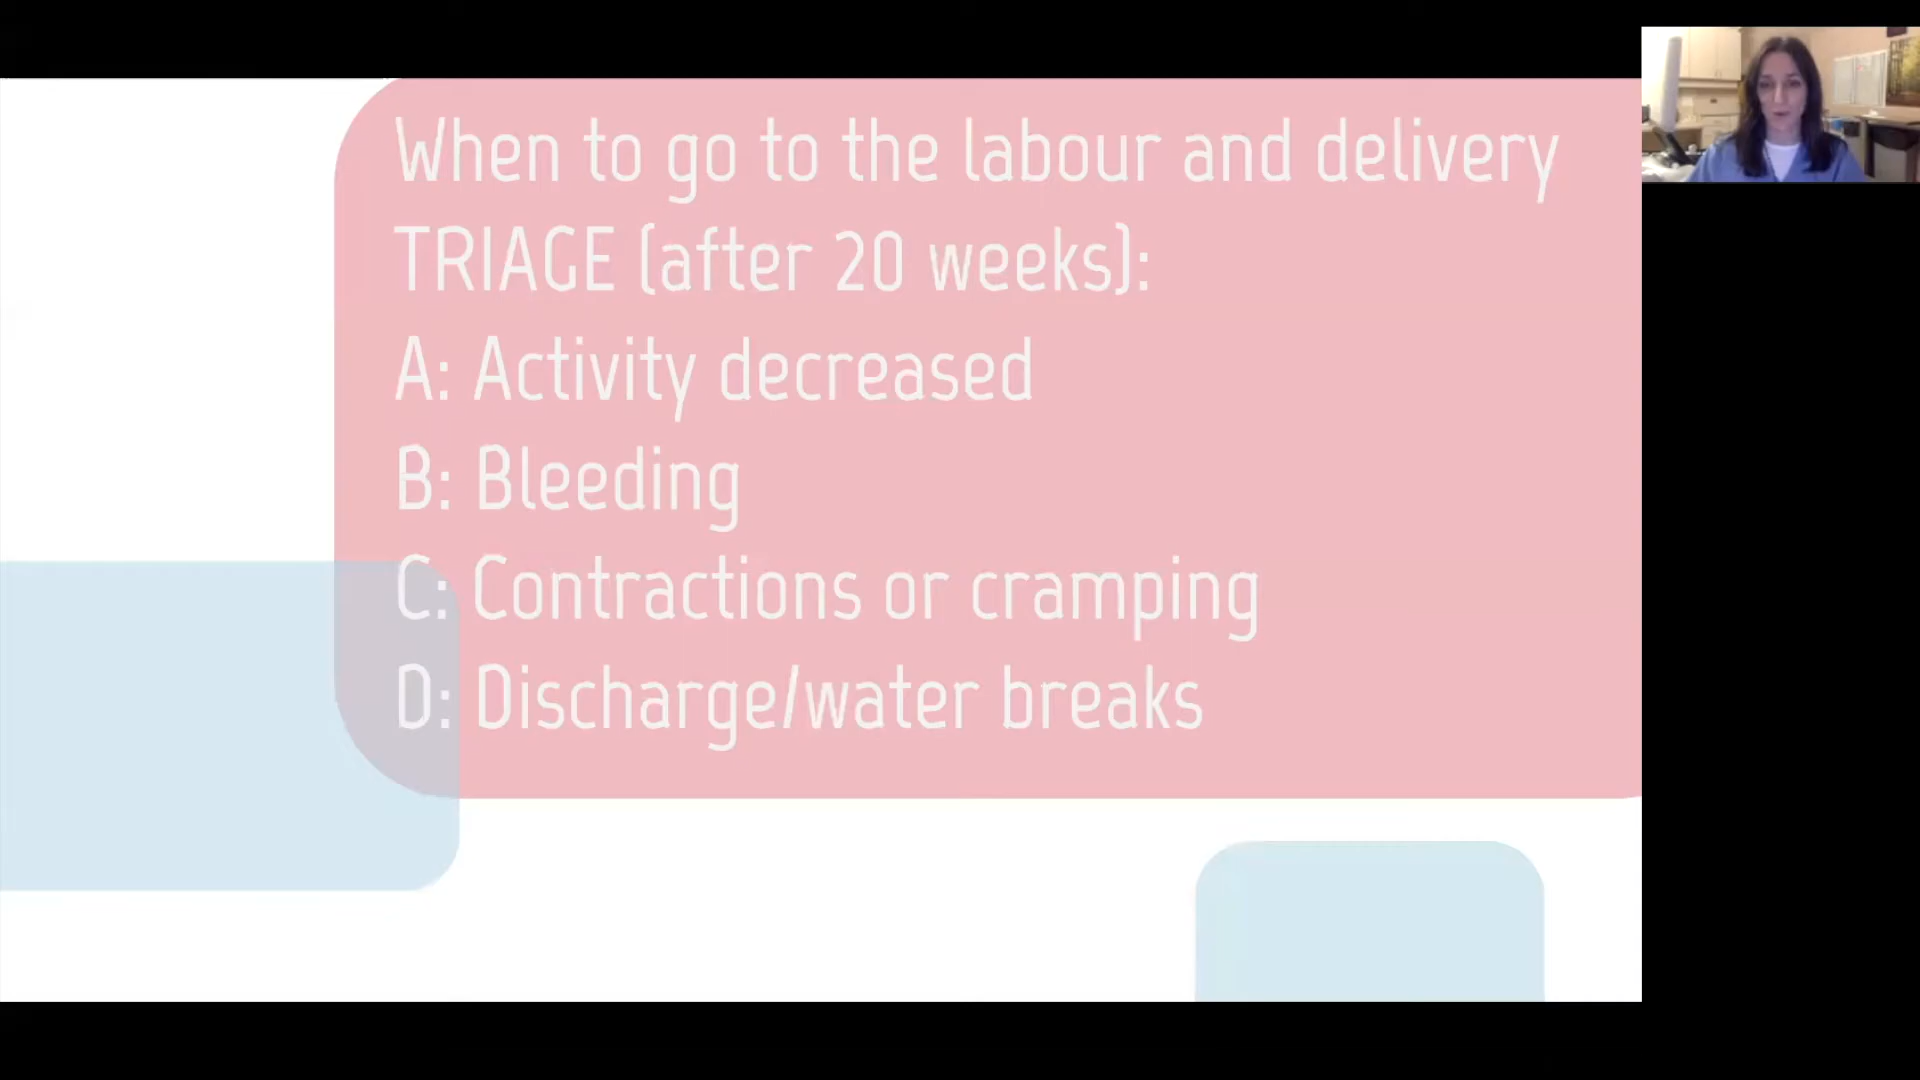 When to go to the labour and delivery
TRIAGE (after 20 weeks):
A: Activity decreased
B: Bleeding
C: Contractions or cramping
D: Discharge/water breaks